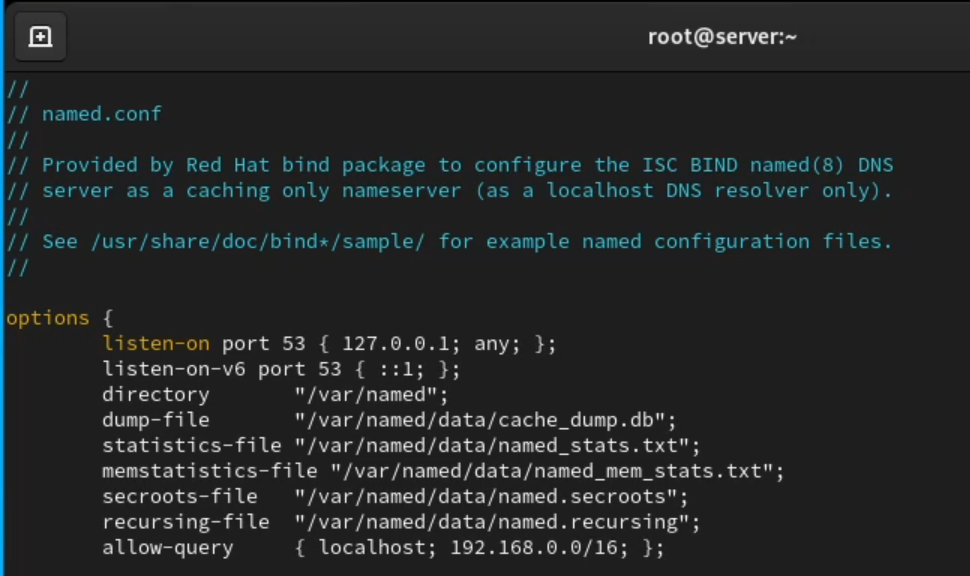 root@server:~
//
// named.conf
//
// Provided by Red Hat bind package to configure the ISC BIND named(8) DNS
// server as a caching only nameserver (as a localhost DNS resolver only).
//
// See /usr/share/doc/bind*/sample/ for example named configuration files.
//
options {
listen-on port 53 { 127.0.0.1; any; };
listen-on-v6 port 53 { ::1; };
directory       "/var/named";
dump-file       "/var/named/data/cache_dump.db";
statistics-file "/var/named/data/named_stats.txt";
memstatistics-file "/var/named/data/named_mem_stats.txt";
secroots-file   "/var/named/data/named.secroots";
recursing-file  "/var/named/data/named.recursing";
allow-query     { localhost; 192.168.0.0/16; };